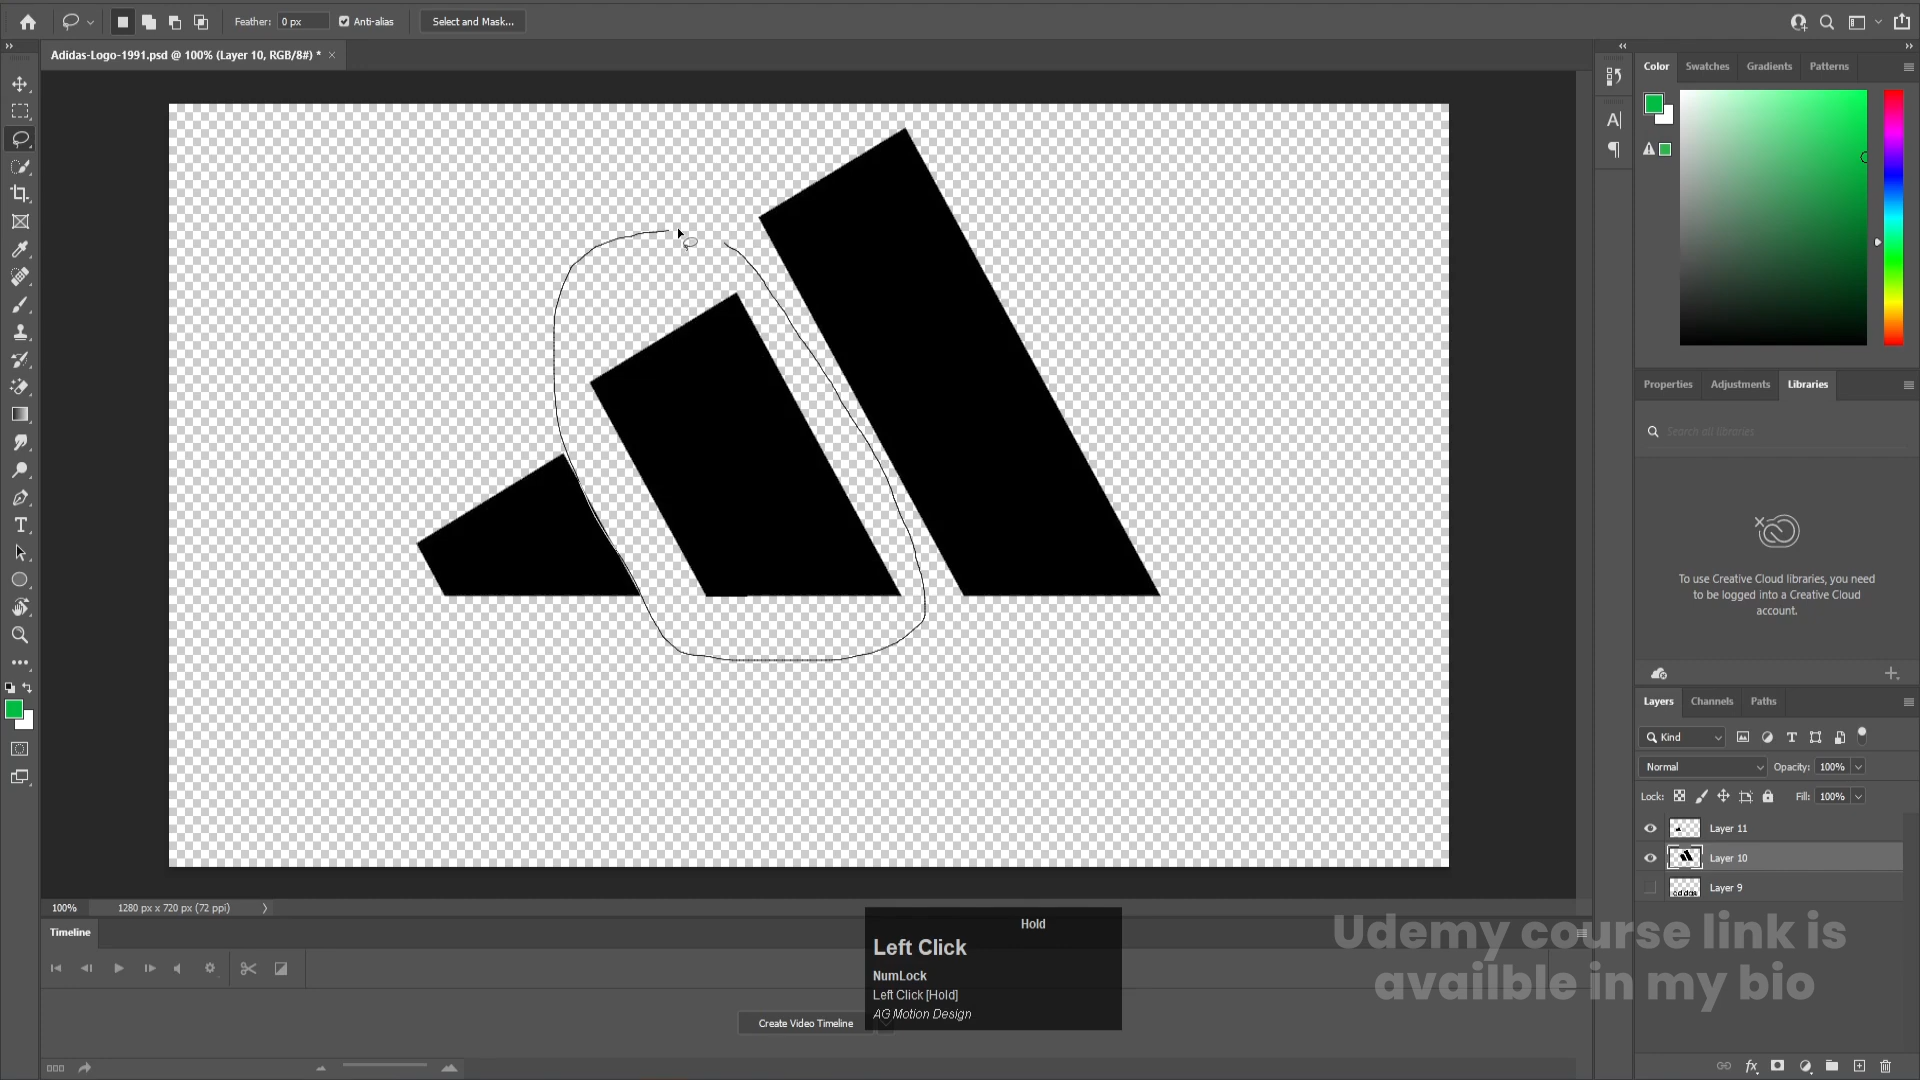 Feather: 0 px Anti-alias Select and Mask...
Adidas-Logo-1991.psd @ 100% (Layer 10, RGB/8#) *
Color Swatches Gradients Patterns
Properties Adjustments Libraries
Search all libraries
To use Creative Cloud libraries, you need
to be logged into a Creative Cloud
account.
Layers Channels Paths
Kind
Normal Opacity: 100%
Lock: Fill: 100%
Layer 11
Layer 10
adidas Layer 9
100% 1280 px x 720 px (72 ppi)
Timeline
Create Video Timeline
Hold
Left Click
NumLock
Left Click [Hold]
AG Motion Design
Udemy course link is
availble in my bio